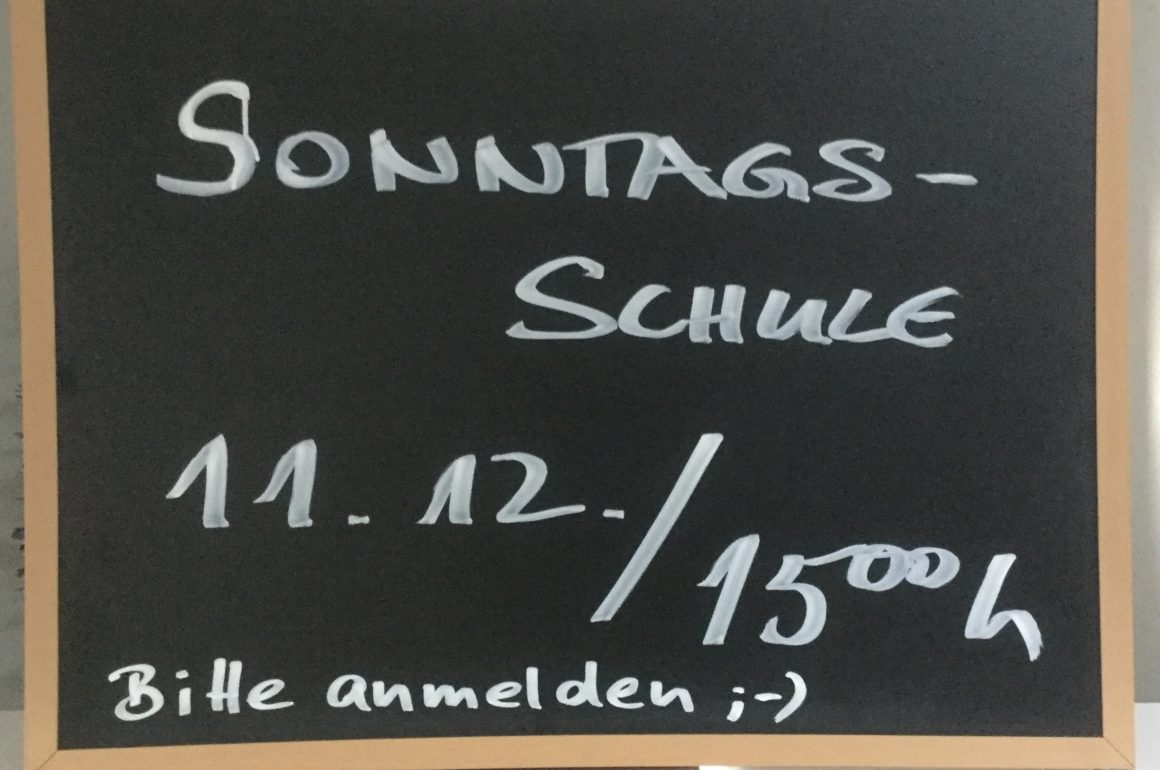 SONNTAGS-
SCHULE
11.12./
15⁰⁰h
Bitte anmelden ;-)